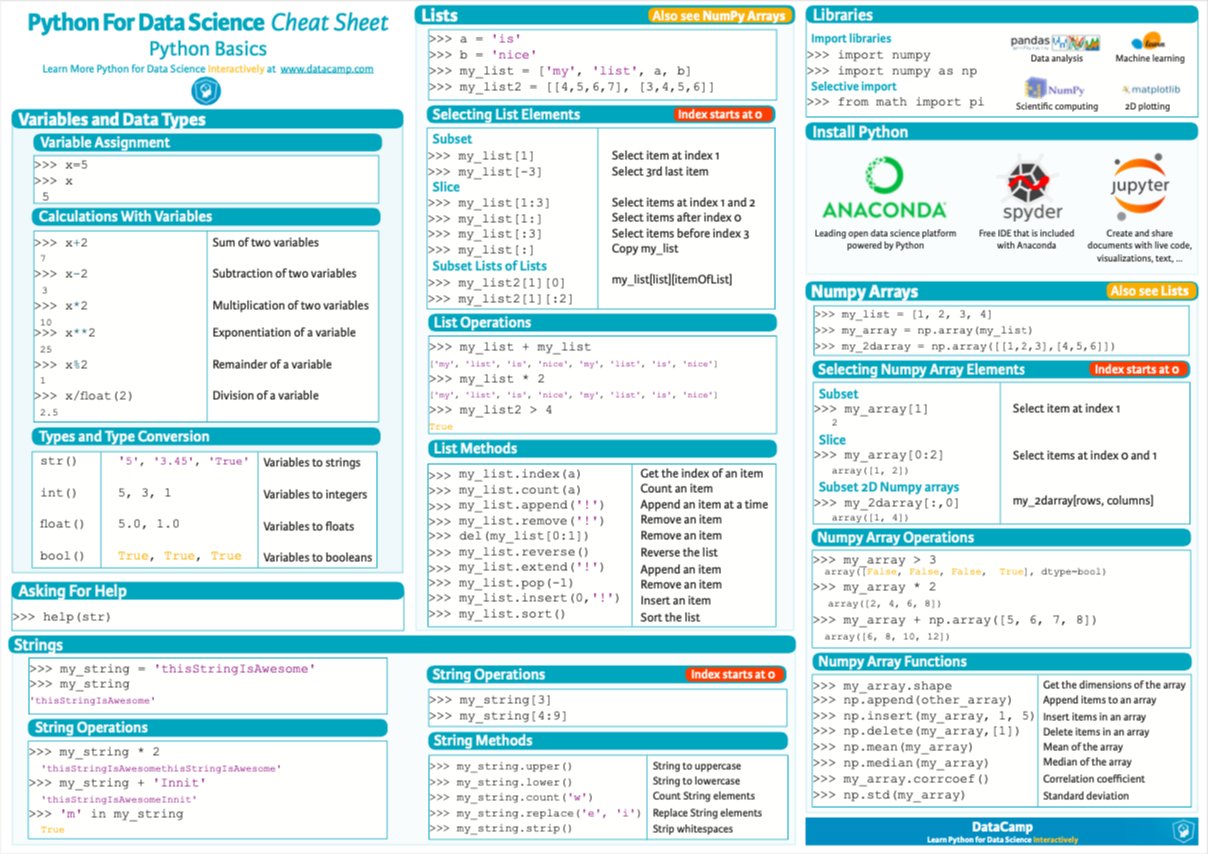 Python For Data Science Cheat Sheet
Python Basics
Learn More Python for Data Science Interactively at www.datacamp.com
Variables and Data Types
Variable Assignment
>>> x=5
>>> x
5
Calculations With Variables
>>> x+2 Sum of two variables
7
>>> x-2 Subtraction of two variables
3
>>> x*2 Multiplication of two variables
10
>>> x**2 Exponentiation of a variable
25
>>> x%2 Remainder of a variable
1
>>> x/float(2) Division of a variable
2.5
Types and Type Conversion
str() '5', '3.45', 'True' Variables to strings
int() 5, 3, 1 Variables to integers
float() 5.0, 1.0 Variables to floats
bool() True, True, True Variables to booleans
Asking For Help
>>> help(str)
Lists Also see NumPy Arrays
>>> a = 'is'
>>> b = 'nice'
>>> my_list = ['my', 'list', a, b]
>>> my_list2 = [[4,5,6,7], [3,4,5,6]]
Selecting List Elements Index starts at 0
Subset
>>> my_list[1] Select item at index 1
>>> my_list[-3] Select 3rd last item
Slice
>>> my_list[1:3] Select items at index 1 and 2
>>> my_list[1:] Select items after index 0
>>> my_list[:3] Select items before index 3
>>> my_list[:] Copy my_list
Subset Lists of Lists
>>> my_list2[1][0] my_list[list][itemOfList]
>>> my_list2[1][:2]
List Operations
>>> my_list + my_list
['my', 'list', 'is', 'nice', 'my', 'list', 'is', 'nice']
>>> my_list * 2
['my', 'list', 'is', 'nice', 'my', 'list', 'is', 'nice']
>>> my_list2 > 4
True
List Methods
>>> my_list.index(a) Get the index of an item
>>> my_list.count(a) Count an item
>>> my_list.append('!') Append an item at a time
>>> my_list.remove('!') Remove an item
>>> del(my_list[0:1]) Remove an item
>>> my_list.reverse() Reverse the list
>>> my_list.extend('!') Append an item
>>> my_list.pop(-1) Remove an item
>>> my_list.insert(0,'!') Insert an item
>>> my_list.sort() Sort the list
Strings
>>> my_string = 'thisStringIsAwesome'
>>> my_string
'thisStringIsAwesome'
String Operations
>>> my_string * 2
'thisStringIsAwesomethisStringIsAwesome'
>>> my_string + 'Innit'
'thisStringIsAwesomeInnit'
>>> 'm' in my_string
True
String Operations Index starts at 0
>>> my_string[3]
>>> my_string[4:9]
String Methods
>>> my_string.upper() String to uppercase
>>> my_string.lower() String to lowercase
>>> my_string.count('w') Count String elements
>>> my_string.replace('e', 'i') Replace String elements
>>> my_string.strip() Strip whitespaces
Libraries
Import libraries
>>> import numpy
>>> import numpy as np
Selective import
>>> from math import pi
pandas
Data analysis
learn
Machine learning
NumPy
Scientific computing
matplotlib
2D plotting
Install Python
ANACONDA
Leading open data science platform
powered by Python
spyder
Free IDE that is included
with Anaconda
jupyter
Create and share
documents with live code,
visualizations, text, ...
Numpy Arrays Also see Lists
>>> my_list = [1, 2, 3, 4]
>>> my_array = np.array(my_list)
>>> my_2darray = np.array([[1,2,3],[4,5,6]])
Selecting Numpy Array Elements Index starts at 0
Subset
>>> my_array[1] Select item at index 1
2
Slice
>>> my_array[0:2] Select items at index 0 and 1
array([1, 2])
Subset 2D Numpy arrays
>>> my_2darray[:,0] my_2darray[rows, columns]
array([1, 4])
Numpy Array Operations
>>> my_array > 3
array([False, False, False, True], dtype=bool)
>>> my_array * 2
array([2, 4, 6, 8])
>>> my_array + np.array([5, 6, 7, 8])
array([6, 8, 10, 12])
Numpy Array Functions
>>> my_array.shape Get the dimensions of the array
>>> np.append(other_array) Append items to an array
>>> np.insert(my_array, 1, 5) Insert items in an array
>>> np.delete(my_array,[1]) Delete items in an array
>>> np.mean(my_array) Mean of the array
>>> np.median(my_array) Median of the array
>>> my_array.corrcoef() Correlation coefficient
>>> np.std(my_array) Standard deviation
DataCamp
Learn Python for Data Science Interactively